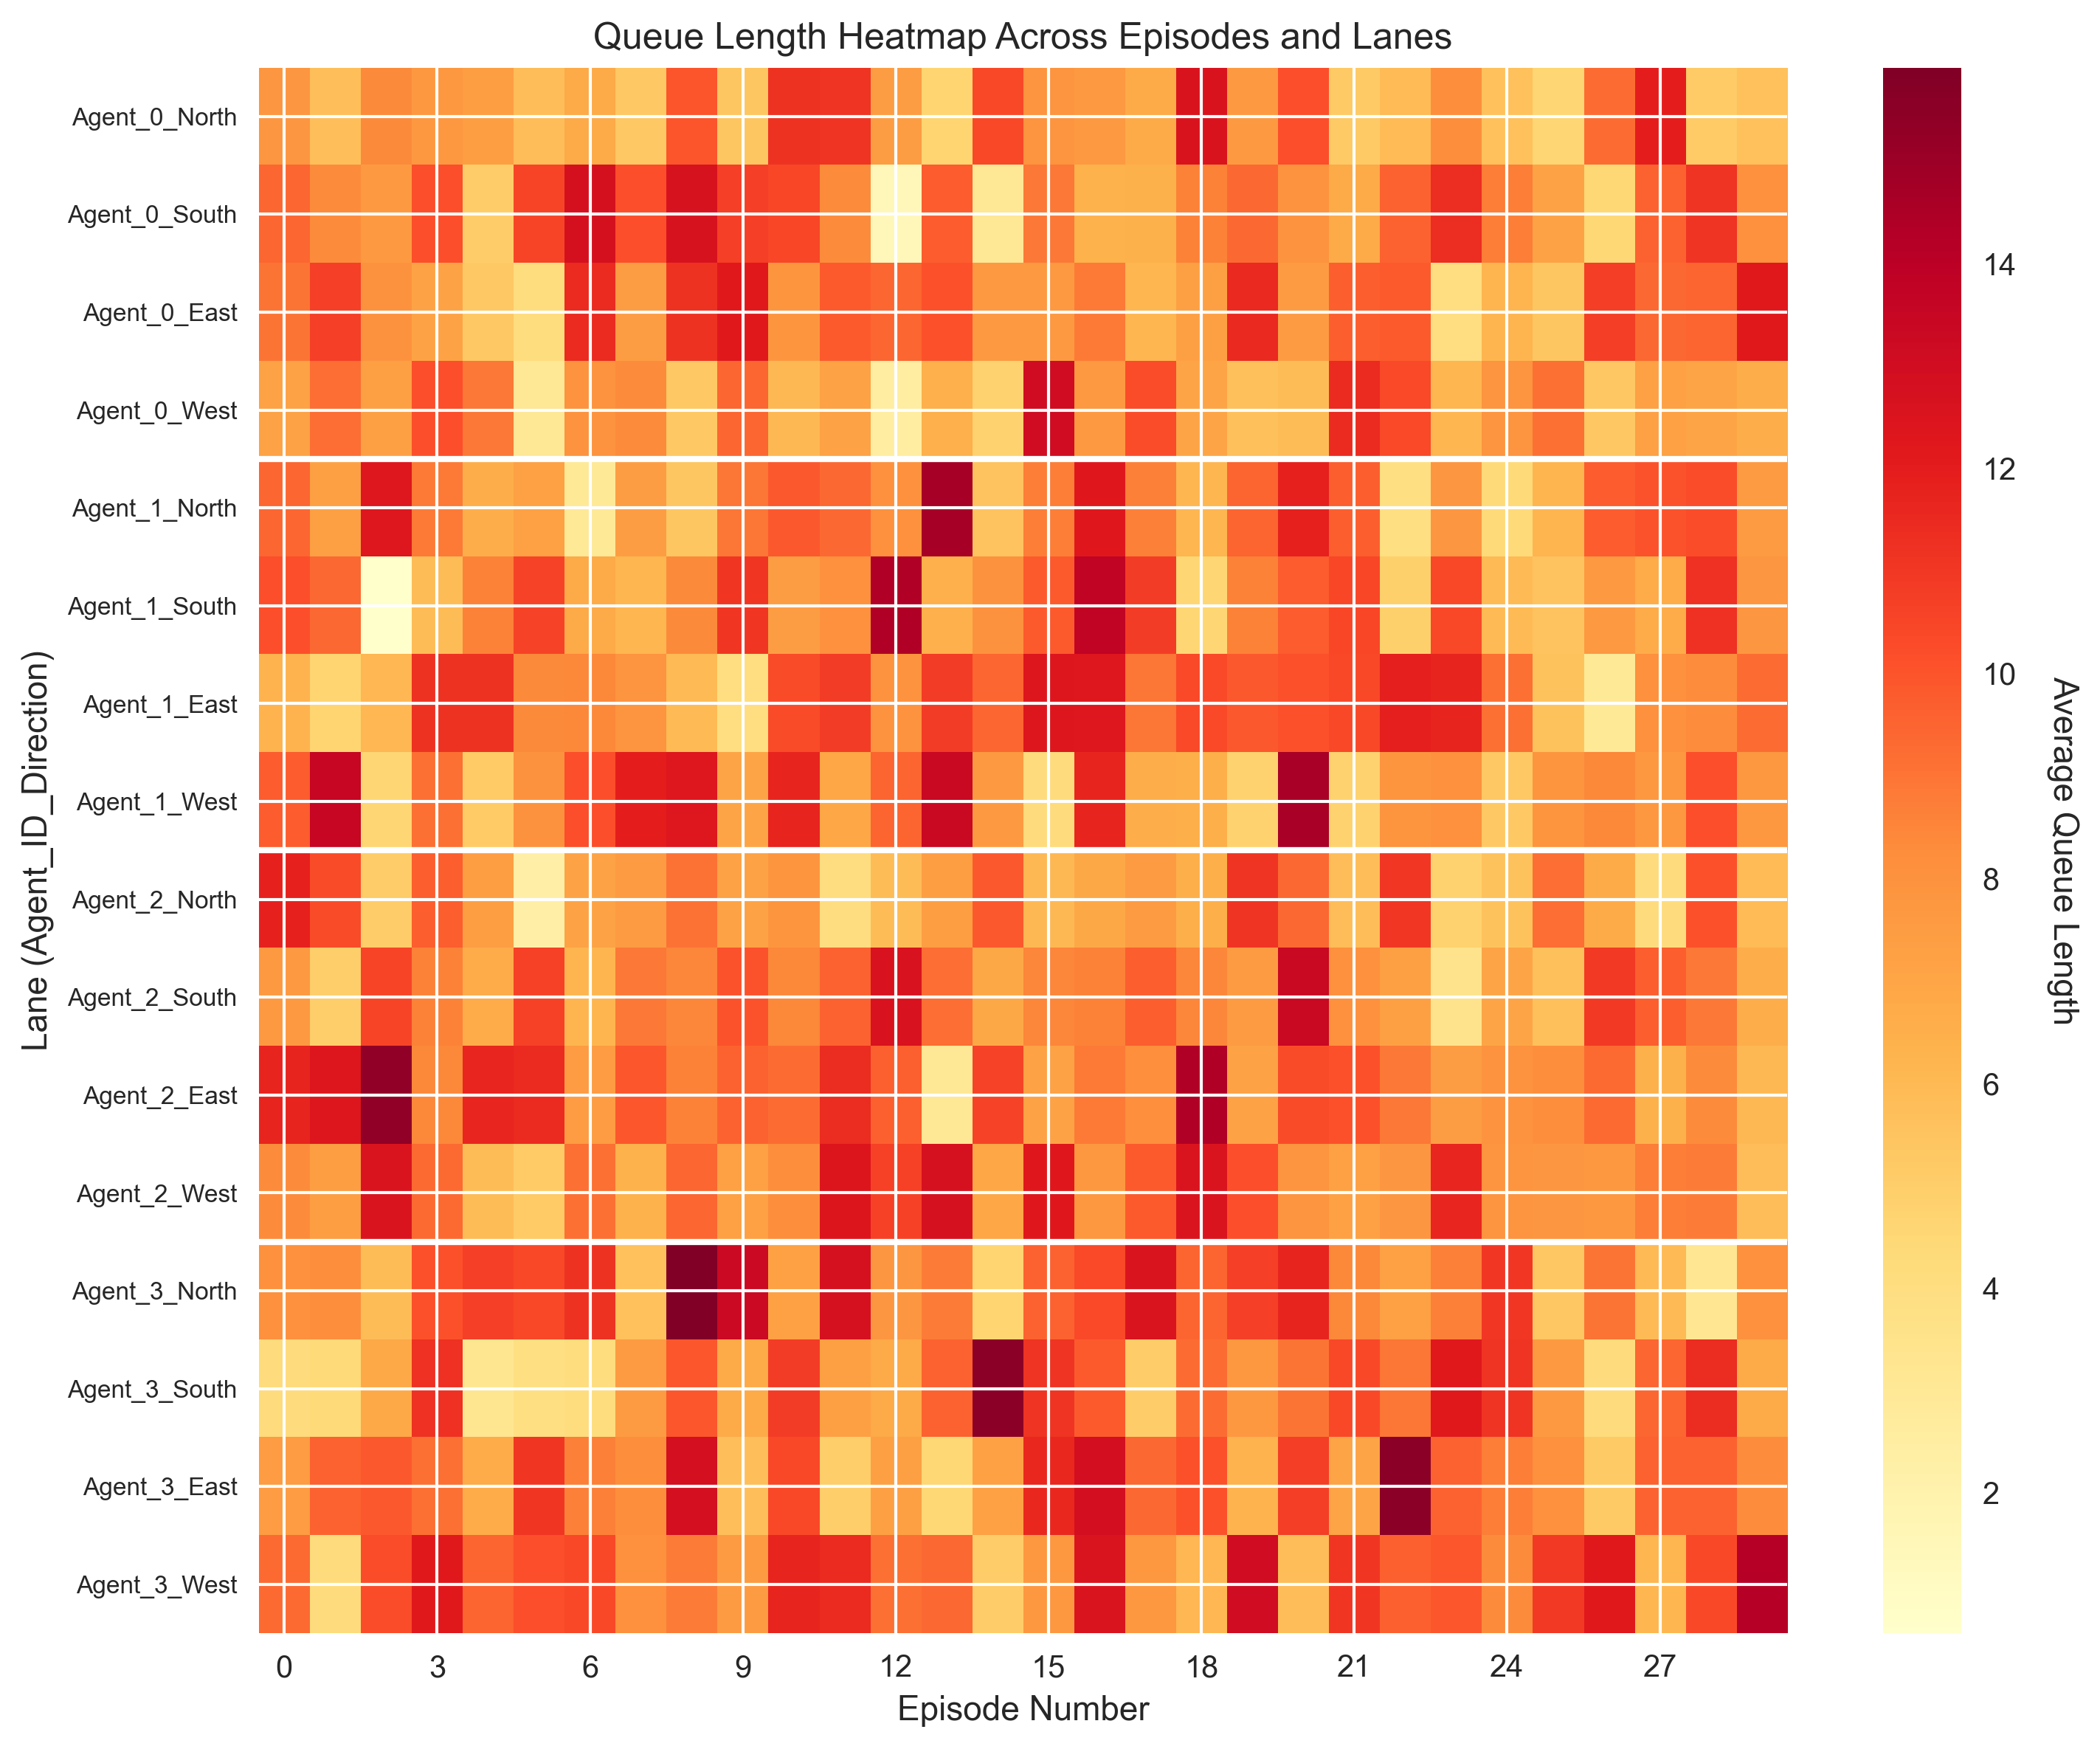 Queue Length Heatmap Across Episodes and Lanes
Lane (Agent_ID_Direction)
Agent_0_North
Agent_0_South
Agent_0_East
Agent_0_West
Agent_1_North
Agent_1_South
Agent_1_East
Agent_1_West
Agent_2_North
Agent_2_South
Agent_2_East
Agent_2_West
Agent_3_North
Agent_3_South
Agent_3_East
Agent_3_West
0 3 6 9 12 15 18 21 24 27
Episode Number
14
12
10
8
6
4
2
Average Queue Length